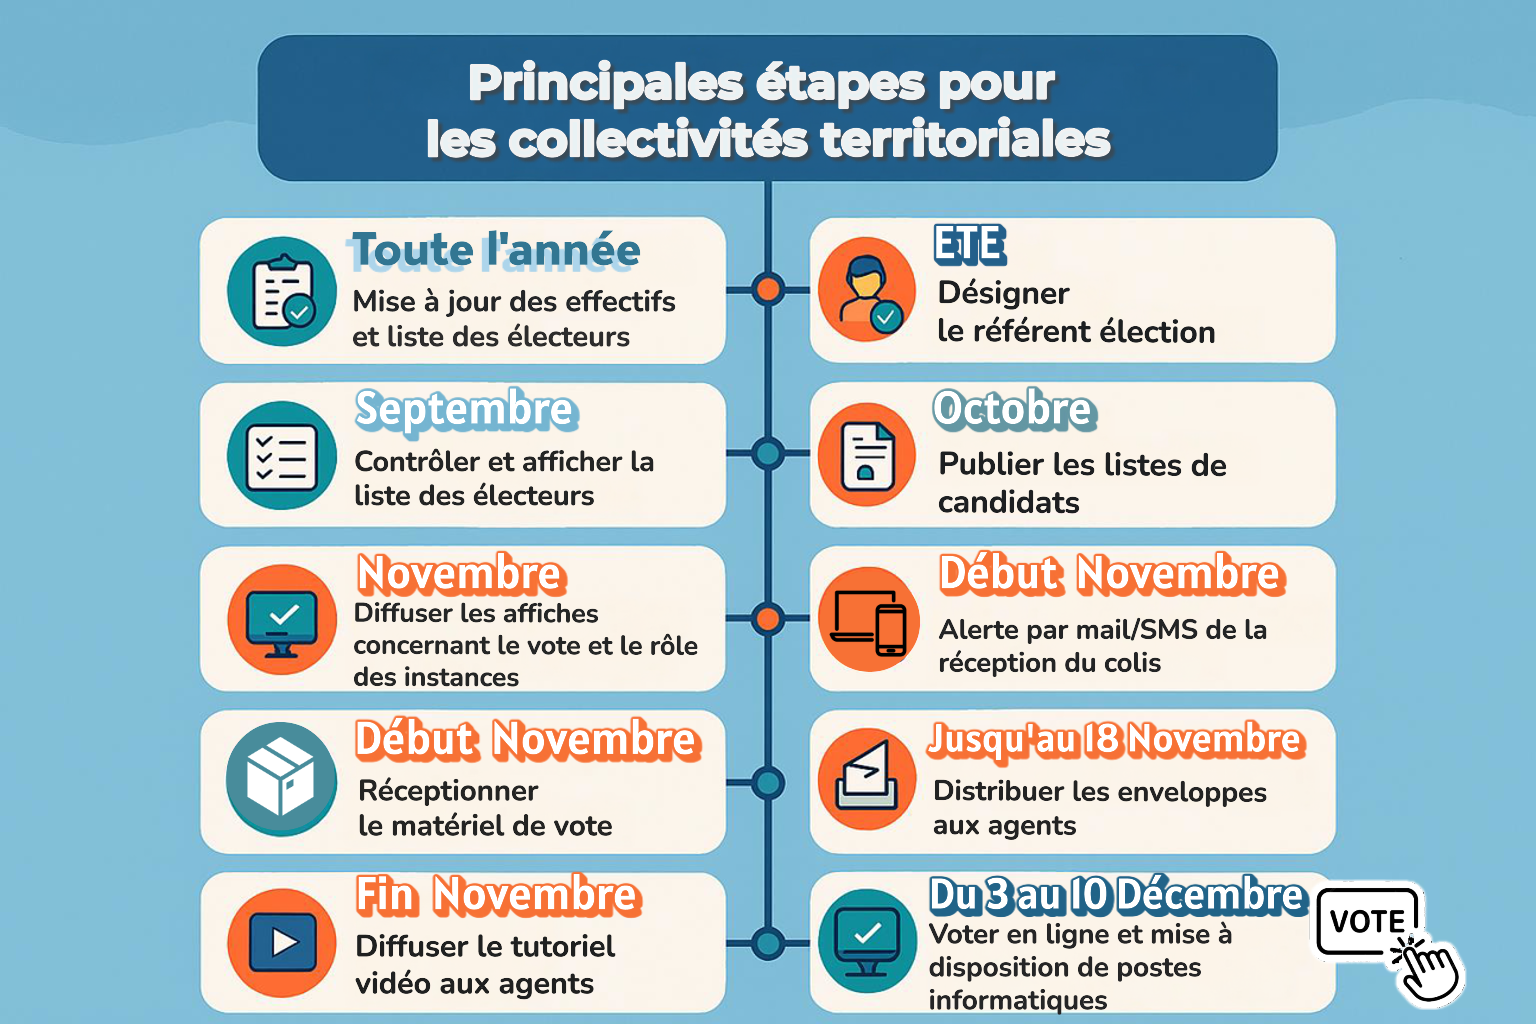 Principales étapes pour
les collectivités territoriales
Toute l'année
Mise à jour des effectifs
et liste des électeurs
ETE
Désigner
le référent élection
Septembre
Contrôler et afficher la
liste des électeurs
Octobre
Publier les listes de
candidats
Novembre
Diffuser les affiches
concernant le vote et le rôle
des instances
Début Novembre
Alerte par mail/SMS de la
réception du colis
Début Novembre
Réceptionner
le matériel de vote
Jusqu'au 18 Novembre
Distribuer les enveloppes
aux agents
Fin Novembre
Diffuser le tutoriel
vidéo aux agents
Du 3 au 10 Décembre
Voter en ligne et mise à
disposition de postes
informatiques
VOTE